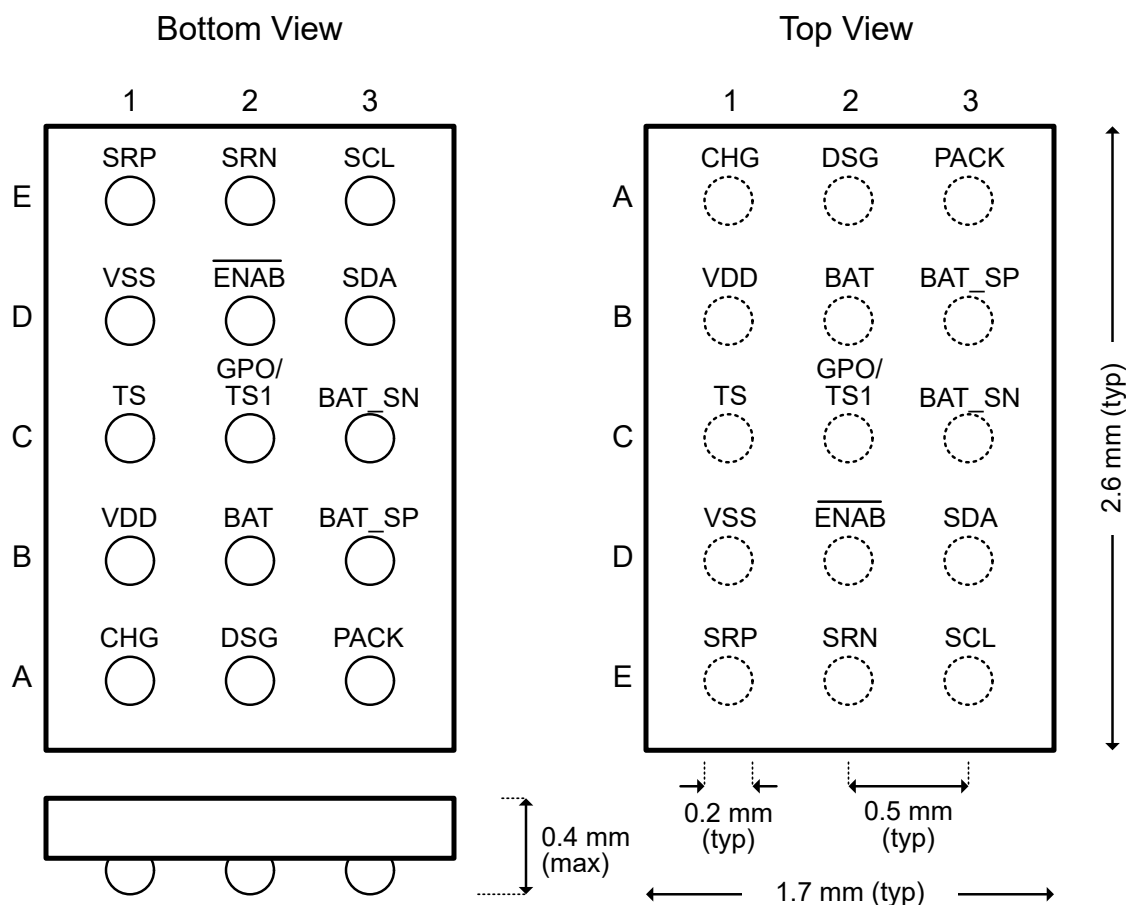 Bottom View
1 2 3
SRP SRN SCL
E
VSS ENAB SDA
D
GPO/
TS TS1 BAT_SN
C
VDD BAT BAT_SP
B
CHG DSG PACK
A
0.4 mm
(max)
Top View
1 2 3
CHG DSG PACK
A
VDD BAT BAT_SP
B
GPO/
TS TS1 BAT_SN
C
VSS ENAB SDA
D
SRP SRN SCL
E
2.6 mm (typ)
0.2 mm
(typ)
0.5 mm
(typ)
1.7 mm (typ)